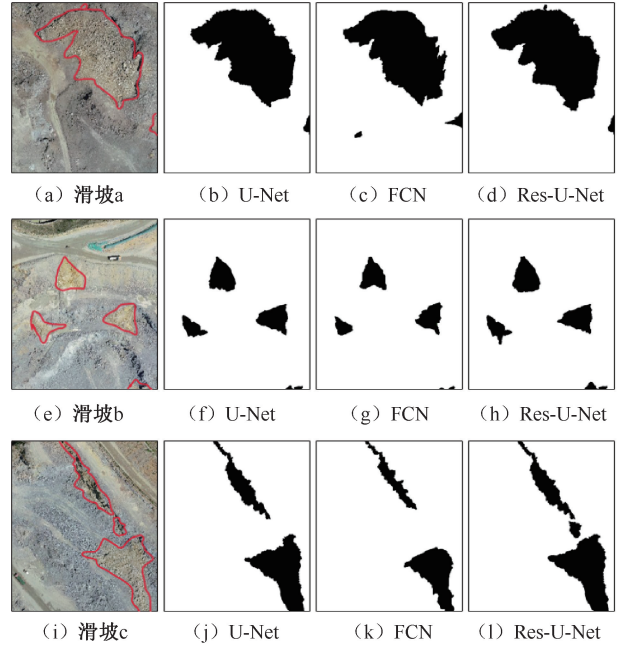 （a）滑坡a （b）U-Net （c）FCN （d）Res-U-Net
（e）滑坡b （f）U-Net （g）FCN （h）Res-U-Net
（i）滑坡c （j）U-Net （k）FCN （l）Res-U-Net